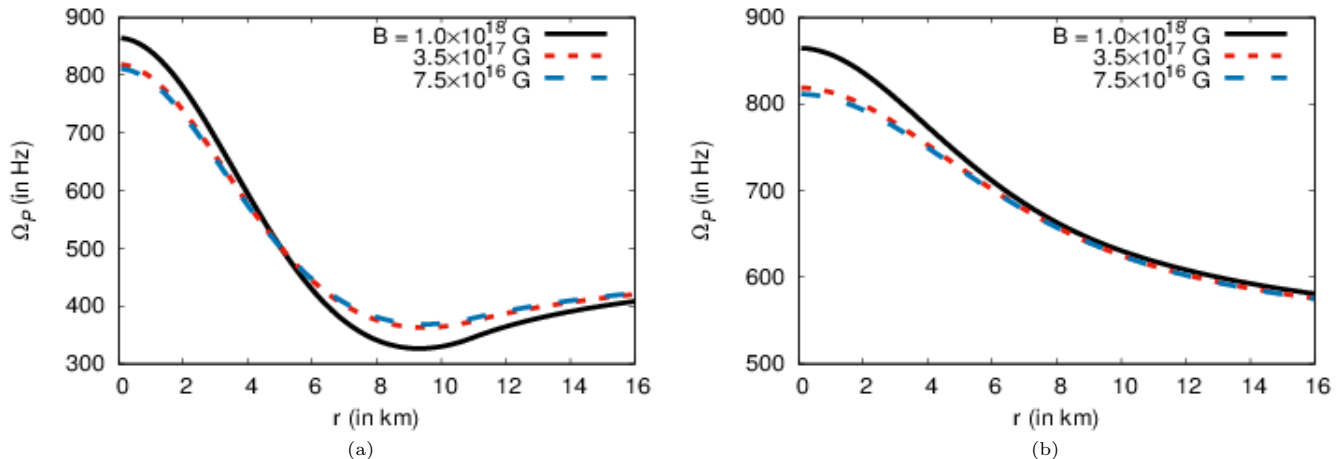 900
800
700
600
500
400
300
0 2 4 6 8 10 12 14 16
Ω_P (in Hz)
r (in km)
B = 1.0×10^18 G
3.5×10^17 G
7.5×10^16 G
(a)
900
800
700
600
500
0 2 4 6 8 10 12 14 16
Ω_P (in Hz)
r (in km)
B = 1.0×10^18 G
3.5×10^17 G
7.5×10^16 G
(b)